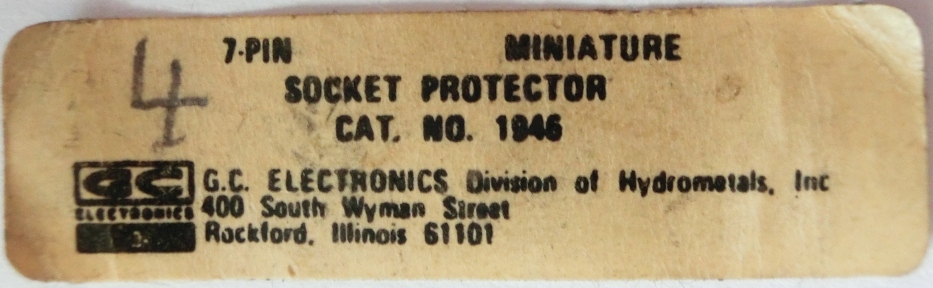 4
7-PIN MINIATURE
SOCKET PROTECTOR
CAT. NO. 1946
GC
ELECTRONICS
G.C. ELECTRONICS Division of Hydrometals, Inc
400 South Wyman Street
Rockford, Illinois 61101